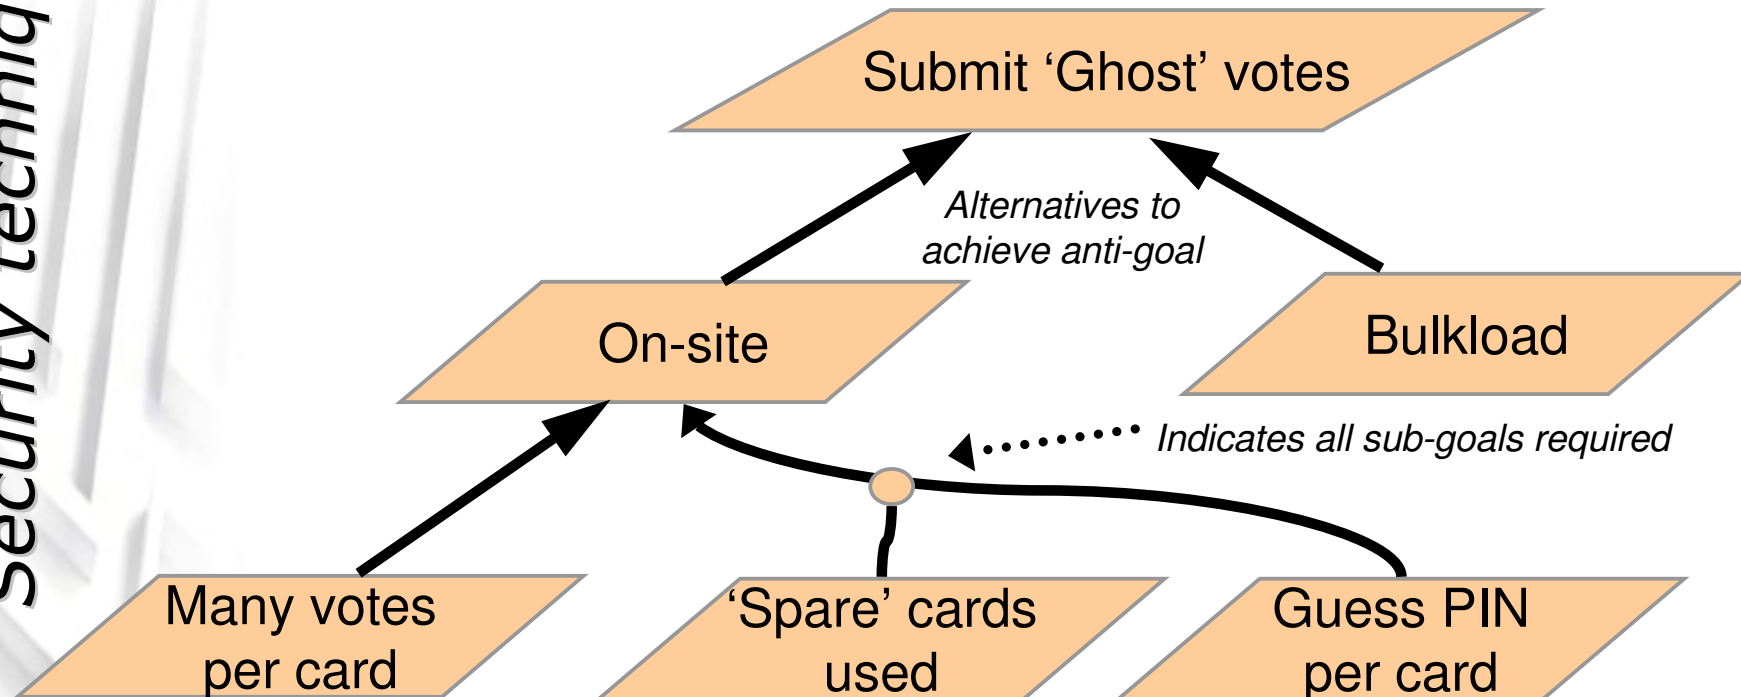 Security techniq
Submit ‘Ghost’ votes
Alternatives to
achieve anti-goal
On-site
Bulkload
Indicates all sub-goals required
Many votes
per card
‘Spare’ cards
used
Guess PIN
per card